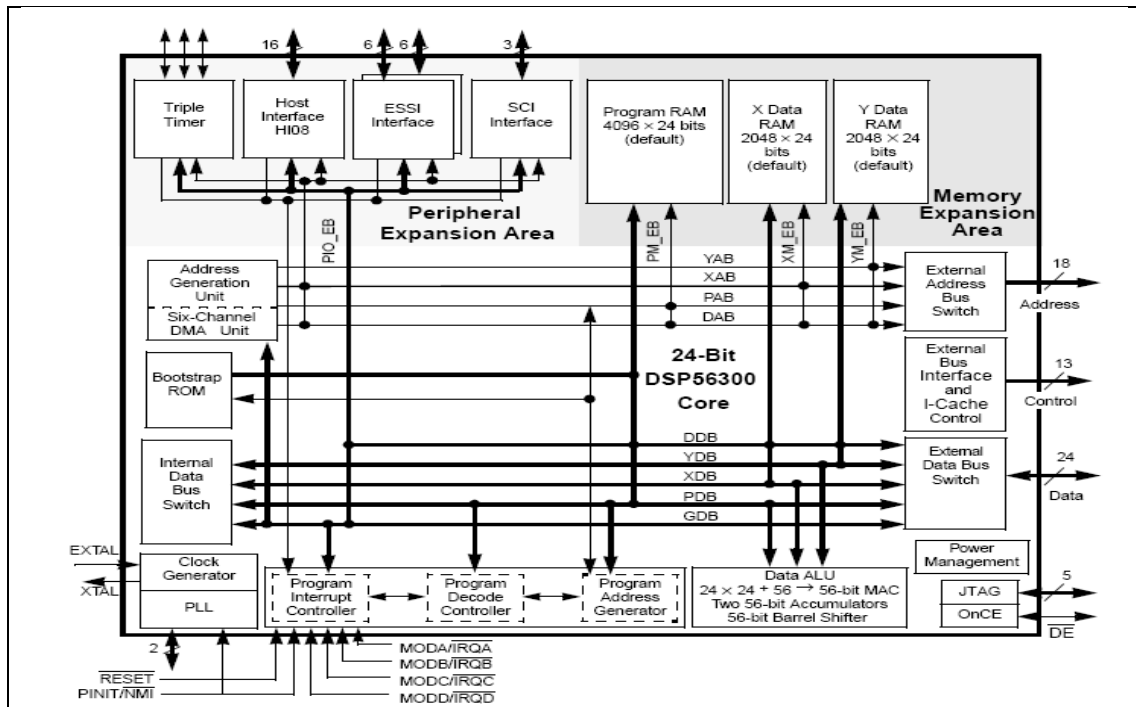 16
6
6
3
Triple
Timer
Host
Interface
HI08
ESSI
Interface
SCI
Interface
Program RAM
4096 × 24 bits
(default)
X Data
RAM
2048 × 24
bits
(default)
Y Data
RAM
2048 × 24
bits
(default)
Peripheral
Expansion Area
Memory
Expansion
Area
PIO_EB
PM_EB
XM_EB
YM_EB
Address
Generation
Unit
Six-Channel
DMA Unit
YAB
XAB
PAB
DAB
External
Address
Bus
Switch
18
Address
Bootstrap
ROM
24-Bit
DSP56300
Core
External
Bus
Interface
and
I-Cache
Control
13
Control
Internal
Data
Bus
Switch
DDB
YDB
XDB
PDB
GDB
External
Data Bus
Switch
24
Data
EXTAL
XTAL
Clock
Generator
PLL
2
Program
Interrupt
Controller
Program
Decode
Controller
Program
Address
Generator
Data ALU
24 × 24 + 56 → 56-bit MAC
Two 56-bit Accumulators
56-bit Barrel Shifter
Power
Management
JTAG
OnCE
5
DE
RESET
PINIT/NMI
MODA/IRQA
MODB/IRQB
MODC/IRQC
MODD/IRQD